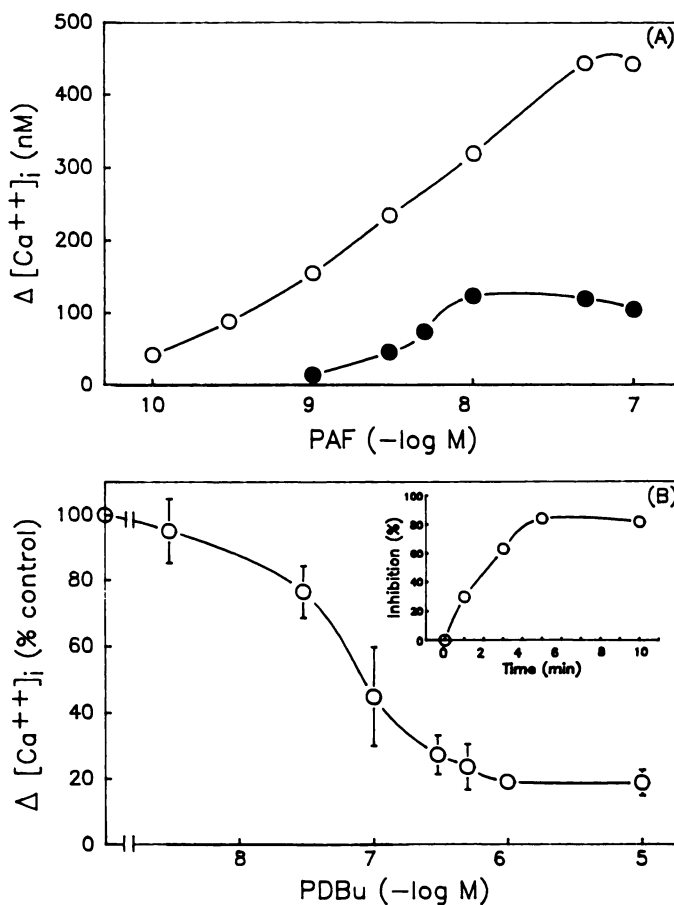 (A)
Δ [Ca++]i (nM)
500
400
300
200
100
0
10 9 8 7
PAF (−log M)
(B)
Δ [Ca++]i (% control)
100
80
60
40
20
0
8 7 6 5
PDBu (−log M)
Inhibition (%)
100
80
60
40
20
0
0 2 4 6 8 10
Time (min)